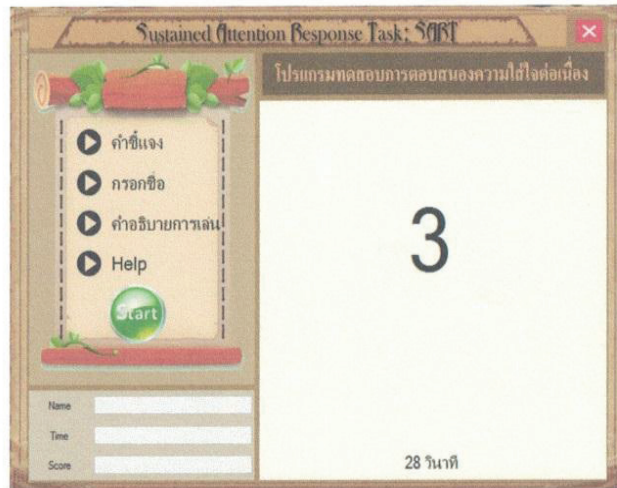 Sustained Attention Response Task: SART
โปรแกรมทดสอบการตอบสนองความใส่ใจต่อเนื่อง
คำชี้แจง
กรอกชื่อ
คำอธิบายการเล่น
Help
Start
3
Name
Time
Score
28 วินาที